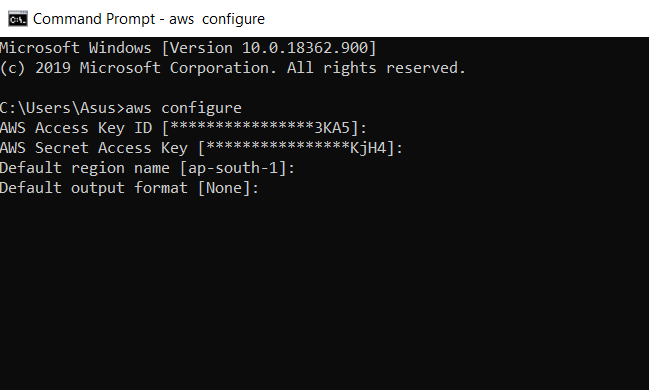 Command Prompt - aws  configure
Microsoft Windows [Version 10.0.18362.900]
(c) 2019 Microsoft Corporation. All rights reserved.
C:\Users\Asus>aws configure
AWS Access Key ID [****************3KA5]:
AWS Secret Access Key [****************KjH4]:
Default region name [ap-south-1]:
Default output format [None]: